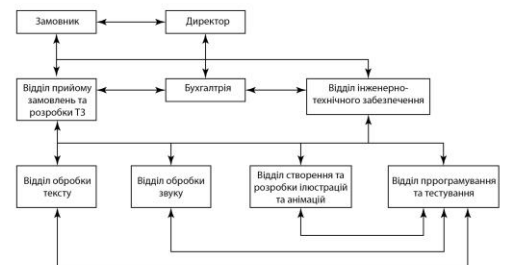 Замовник
Директор
Відділ прийому
замовлень та
розробки ТЗ
Бухгалтрія
Відділ інженерно-
технічного забезпечення
Відділ обробки
тексту
Відділ обробки
звуку
Відділ створення та
розробки ілюстрацій
та анімацій
Відділ пррограмування
та тестування